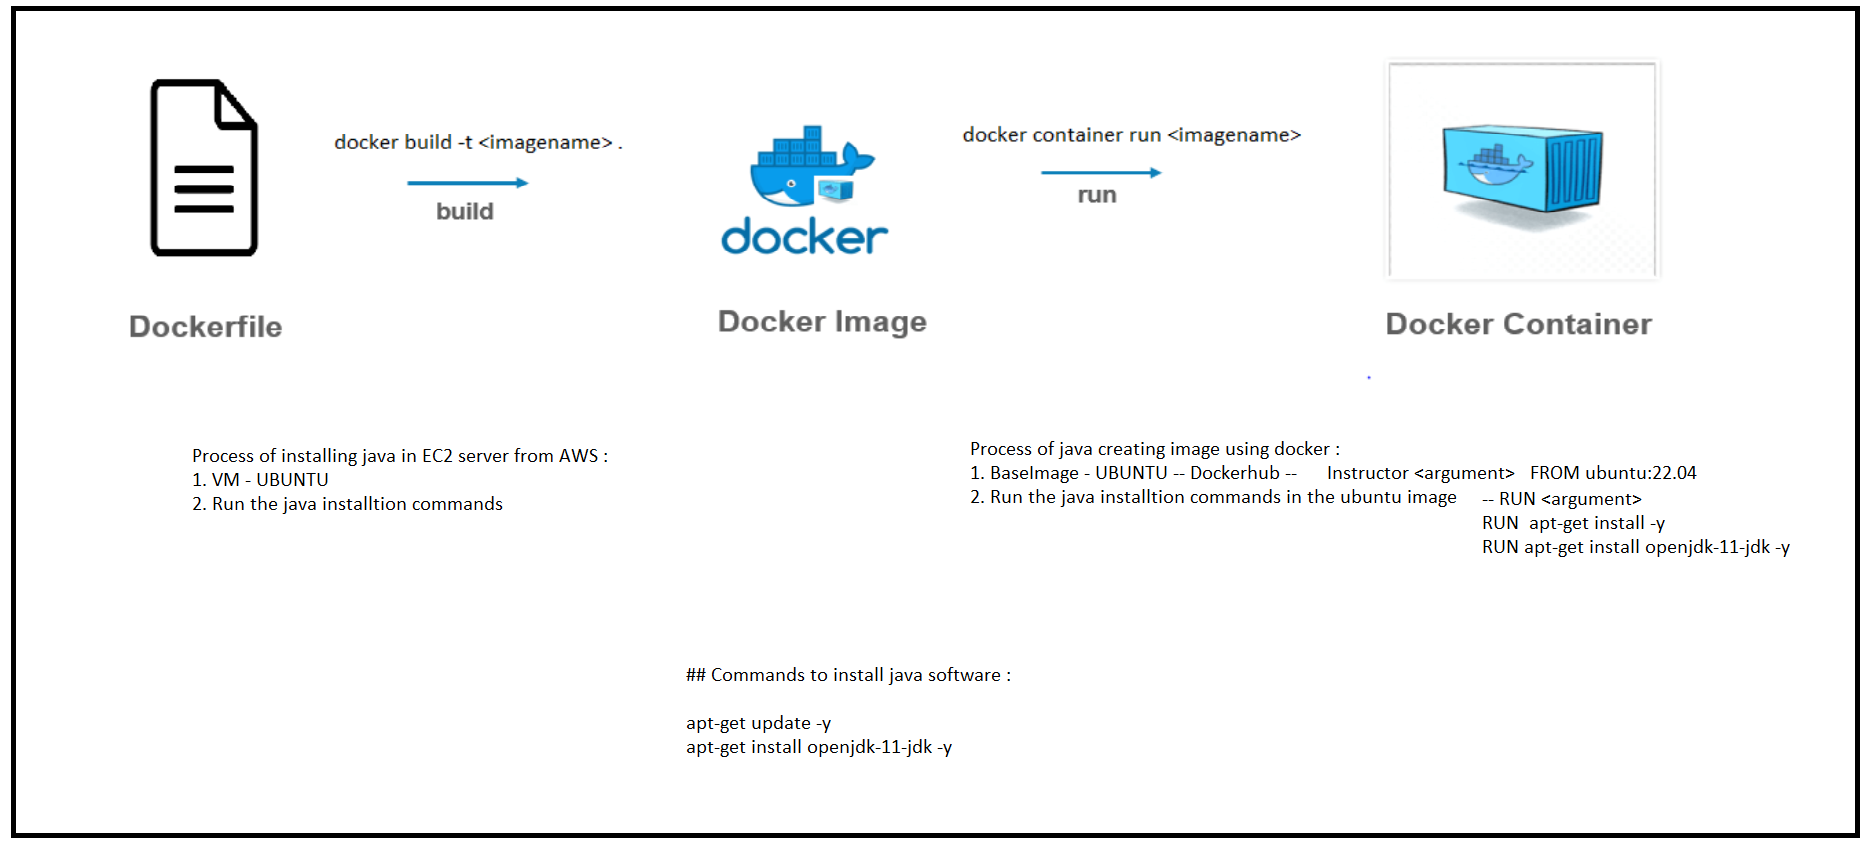 docker build -t <imagename> .
build
docker
docker container run <imagename>
run
Dockerfile
Docker Image
Docker Container
Process of installing java in EC2 server from AWS :
1. VM - UBUNTU
2. Run the java installtion commands
Process of java creating image using docker :
1. BaseImage - UBUNTU -- Dockerhub -- Instructor <argument> FROM ubuntu:22.04
2. Run the java installtion commands in the ubuntu image -- RUN <argument>
RUN apt-get install -y
RUN apt-get install openjdk-11-jdk -y
## Commands to install java software :
apt-get update -y
apt-get install openjdk-11-jdk -y